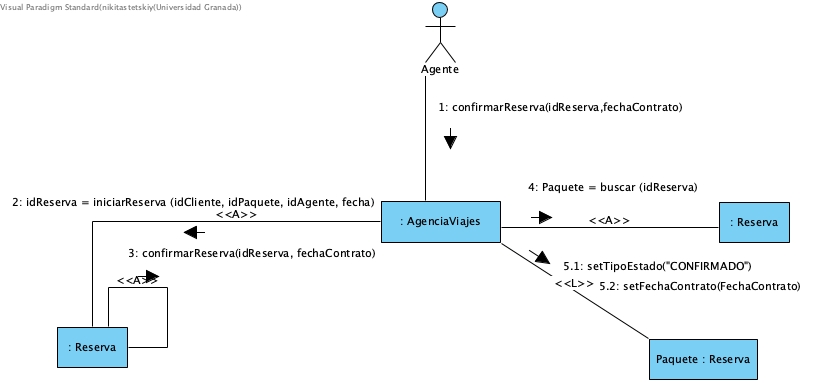 Visual Paradigm Standard(nikitastetskiy(Universidad Granada))
Agente
1: confirmarReserva(idReserva,fechaContrato)
4: Paquete = buscar (idReserva)
2: idReserva = iniciarReserva (idCliente, idPaquete, idAgente, fecha)
<<A>>
: AgenciaViajes
<<A>>
: Reserva
3: confirmarReserva(idReserva, fechaContrato)
<<A>>
5.1: setTipoEstado("CONFIRMADO")
<<L>>
5.2: setFechaContrato(FechaContrato)
: Reserva
Paquete : Reserva